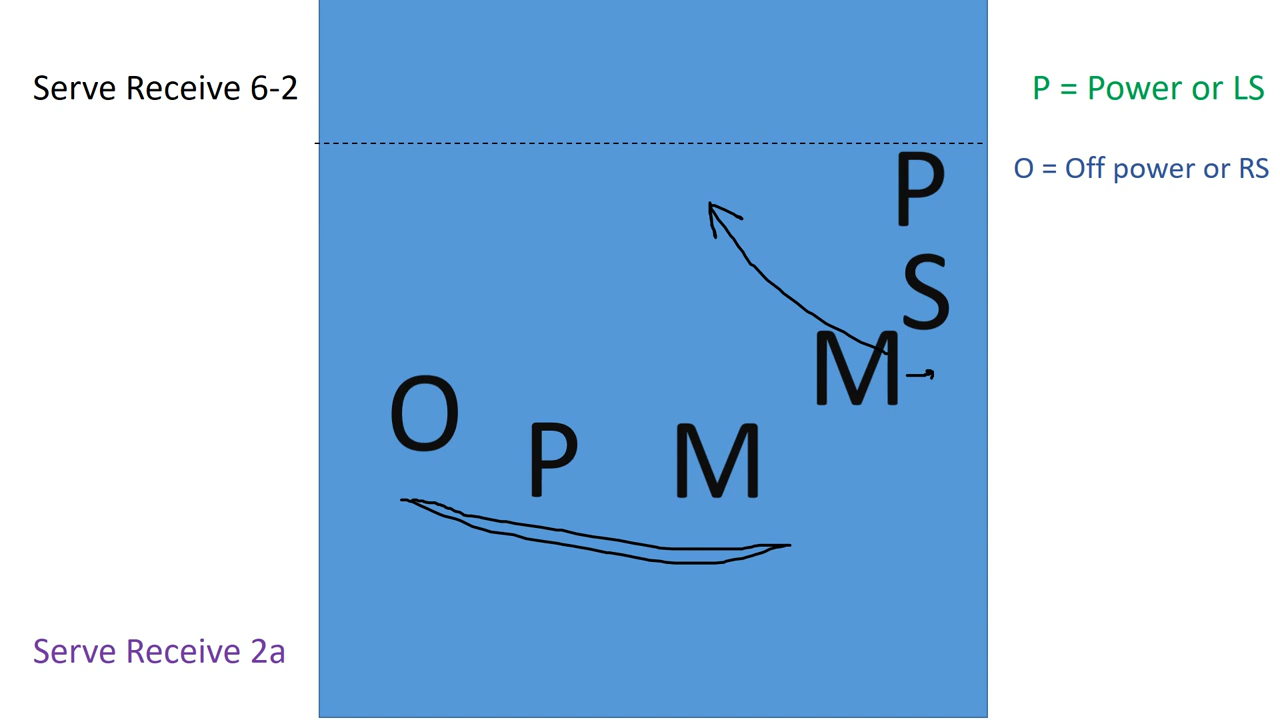 Serve Receive 6-2
P = Power or LS
O = Off power or RS
P
S
M
O
P M
Serve Receive 2a